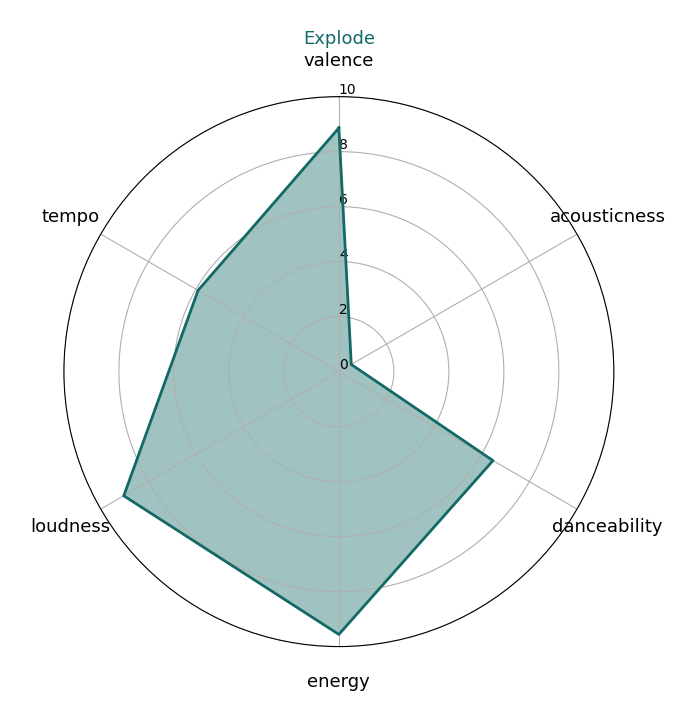 Explode
valence
10
8
6
4
2
0
tempo
acousticness
loudness
danceability
energy